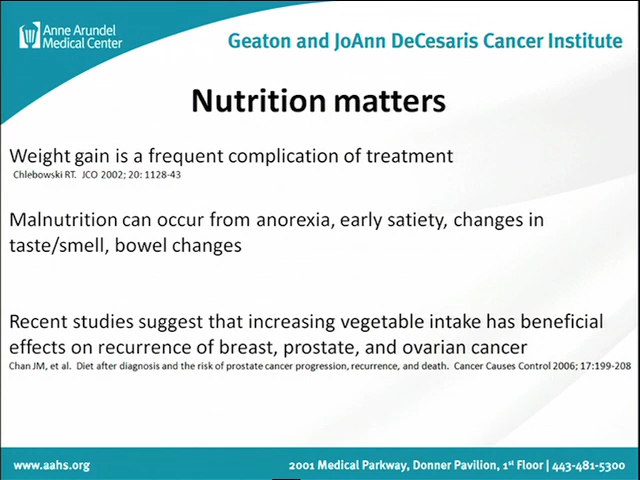 Anne Arundel
Medical Center
Geaton and JoAnn DeCesaris Cancer Institute
Nutrition matters
Weight gain is a frequent complication of treatment
Chlebowski RT. JCO 2002; 20: 1128-43
Malnutrition can occur from anorexia, early satiety, changes in
taste/smell, bowel changes
Recent studies suggest that increasing vegetable intake has beneficial
effects on recurrence of breast, prostate, and ovarian cancer
Chan JM, et al. Diet after diagnosis and the risk of prostate cancer progression, recurrence, and death. Cancer Causes Control 2006; 17:199-208
www.aahs.org
2001 Medical Parkway, Donner Pavilion, 1st Floor | 443-481-5300